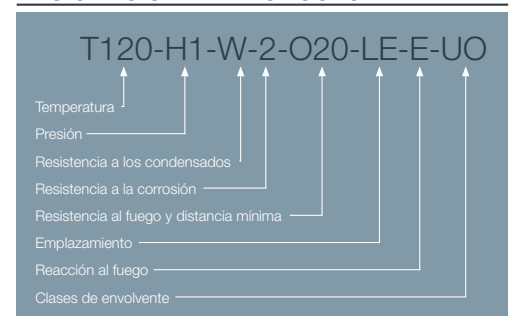 T120-H1-W-2-O20-LE-E-UO
Temperatura
Presión
Resistencia a los condensados
Resistencia a la corrosión
Resistencia al fuego y distancia mínima
Emplazamiento
Reacción al fuego
Clases de envolvente